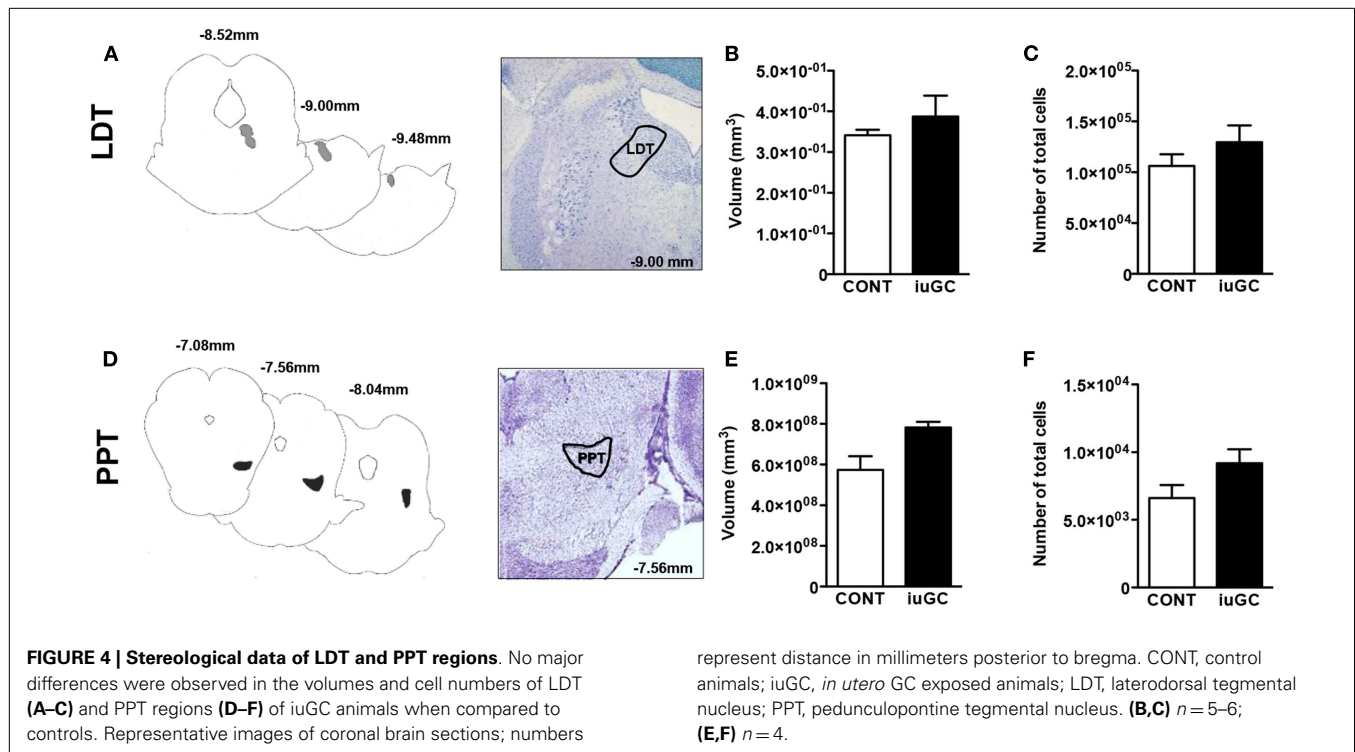 A
-8.52mm
-9.00mm
-9.48mm
LDT
LDT
-9.00 mm
B
5.0×10-01
4.0×10-01
3.0×10-01
2.0×10-01
1.0×10-01
0
Volume (mm3)
CONT iuGC
C
2.0×1005
1.5×1005
1.0×1005
5.0×1004
0
Number of total cells
CONT iuGC
D
-7.08mm
-7.56mm
-8.04mm
PPT
PPT
-7.56mm
E
1.0×1009
8.0×1008
6.0×1008
4.0×1008
2.0×1008
0
Volume (mm3)
CONT iuGC
F
1.5×1004
1.0×1004
5.0×1003
0
Number of total cells
CONT iuGC
FIGURE 4 | Stereological data of LDT and PPT regions. No major
differences were observed in the volumes and cell numbers of LDT
(A–C) and PPT regions (D–F) of iuGC animals when compared to
controls. Representative images of coronal brain sections; numbers
represent distance in millimeters posterior to bregma. CONT, control
animals; iuGC, in utero GC exposed animals; LDT, laterodorsal tegmental
nucleus; PPT, pedunculopontine tegmental nucleus. (B,C) n = 5–6;
(E,F) n = 4.